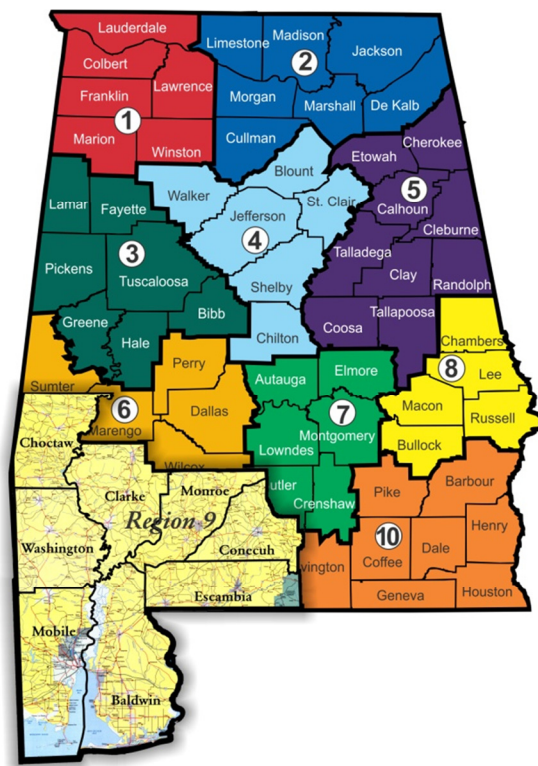 Lauderdale
Limestone
Madison
Jackson
Colbert
2
Lawrence
Franklin
Morgan
Marshall
De Kalb
1
Marion
Winston
Cullman
Cherokee
Etowah
Blount
Walker
St. Clair
5
Lamar
Fayette
Jefferson
Calhoun
4
Cleburne
3
Talladega
Pickens
Tuscaloosa
Clay
Shelby
Randolph
Bibb
Greene
Hale
Chilton
Coosa
Tallapoosa
Chambers
Perry
Elmore
8
Lee
Sumter
Autauga
6
Dallas
7
Macon
Russell
Marengo
Montgomery
Choctaw
Lowndes
Bullock
Wilcox
Clarke
Monroe
utler
Pike
Barbour
Crenshaw
Region 9
Henry
Washington
Conecuh
10
Dale
vington
Coffee
Escambia
Geneva
Houston
Mobile
Baldwin